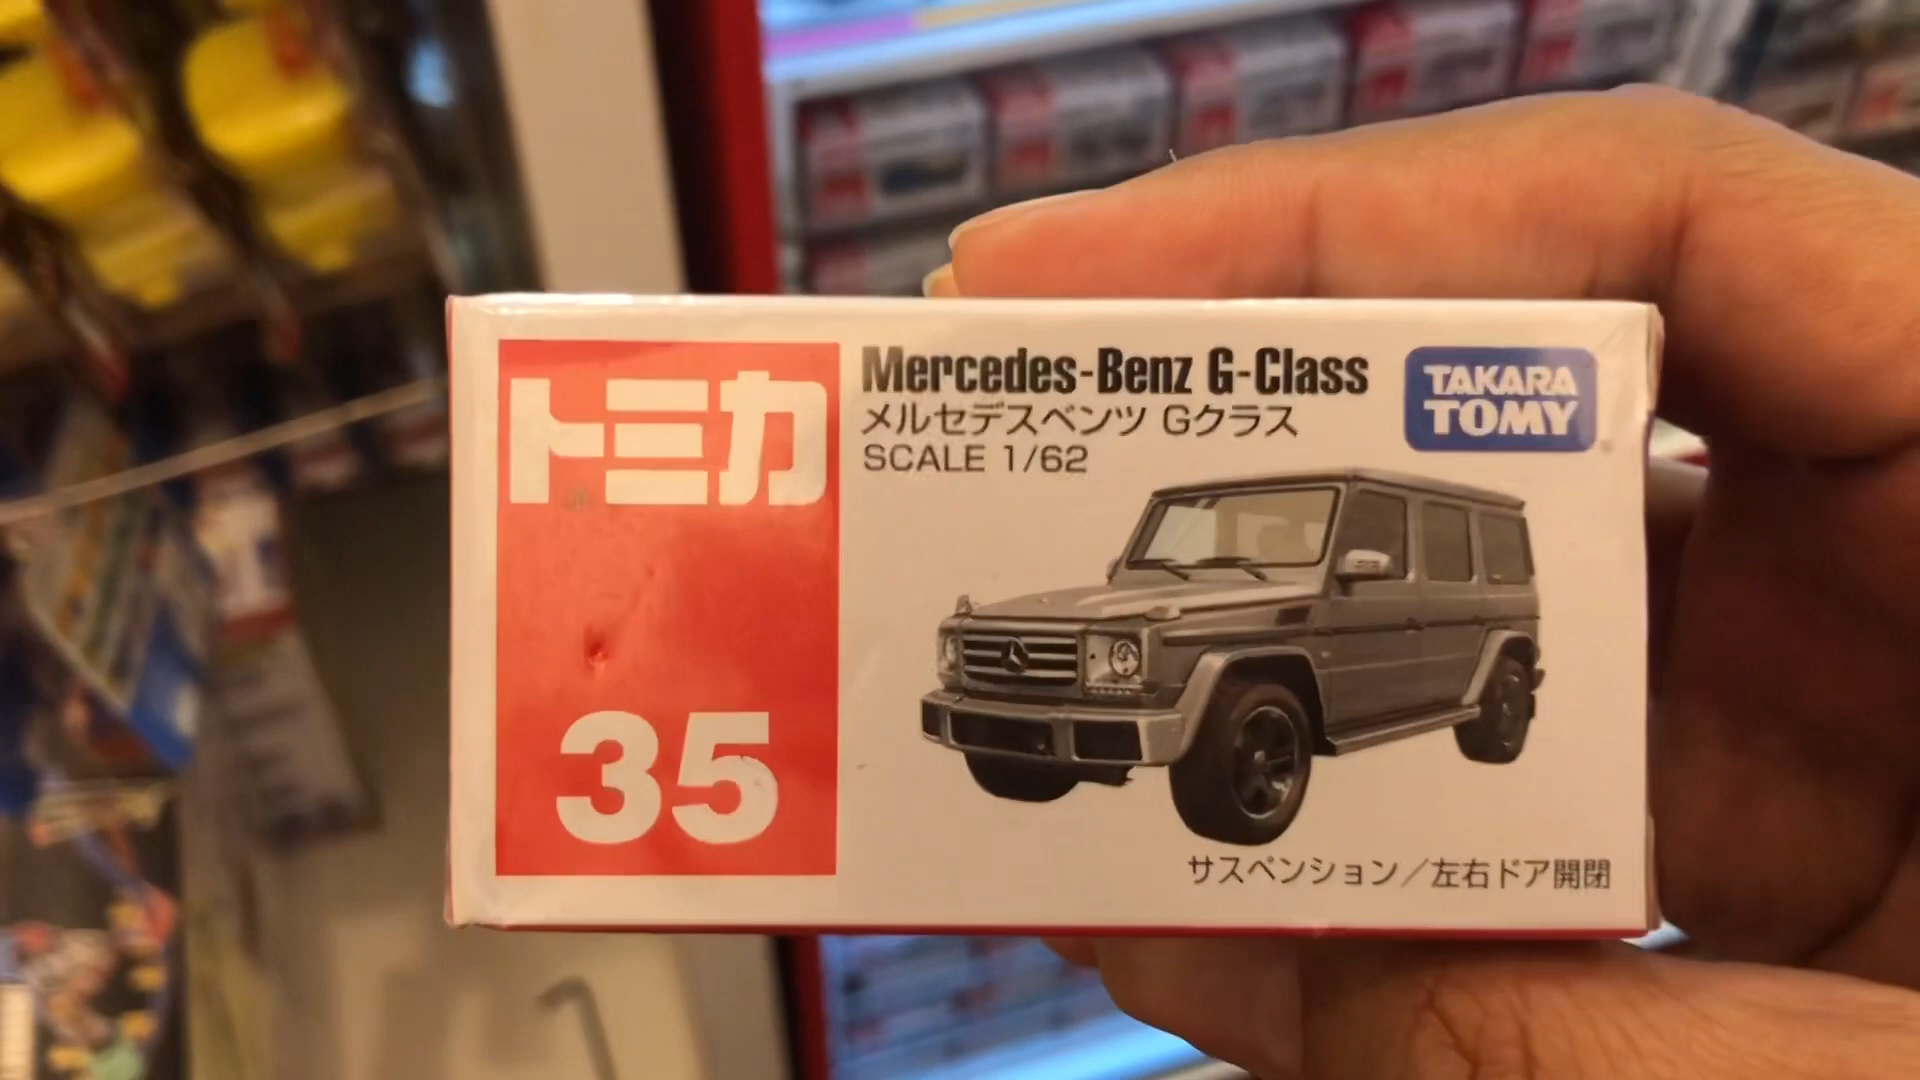 トミカ
35
Mercedes-Benz G-Class
メルセデスベンツ Gクラス
SCALE 1/62
TAKARA
TOMY
サスペンション／左右ドア開閉